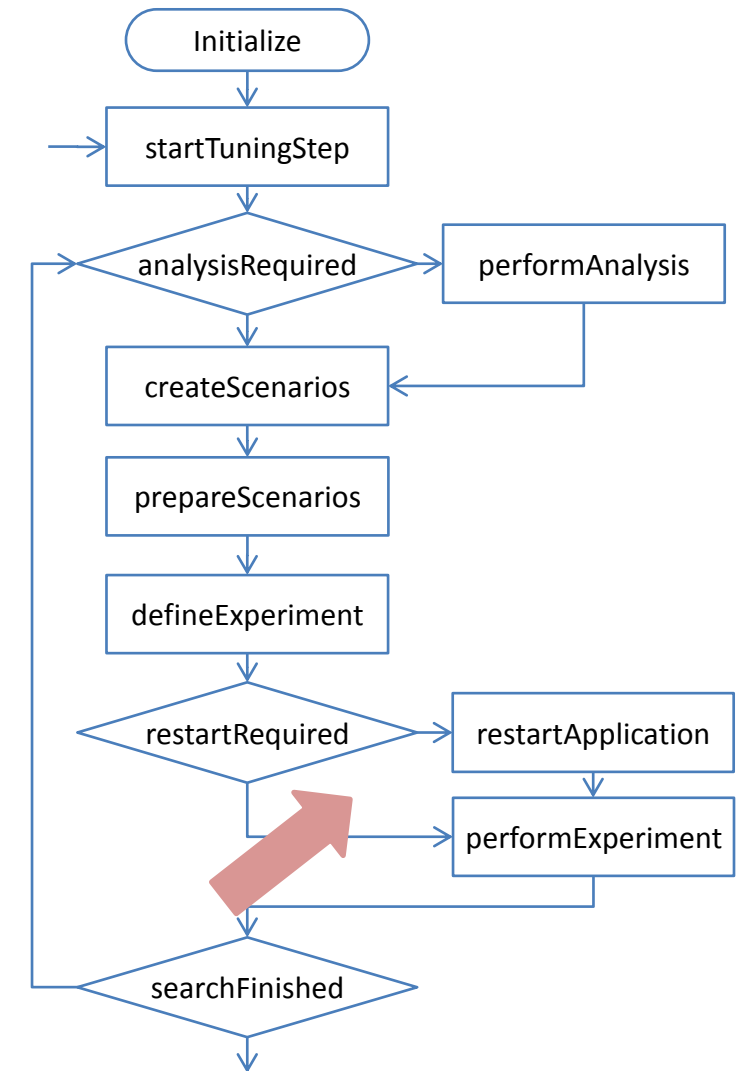 Initialize
startTuningStep
analysisRequired
performAnalysis
createScenarios
prepareScenarios
defineExperiment
restartRequired
restartApplication
performExperiment
searchFinished